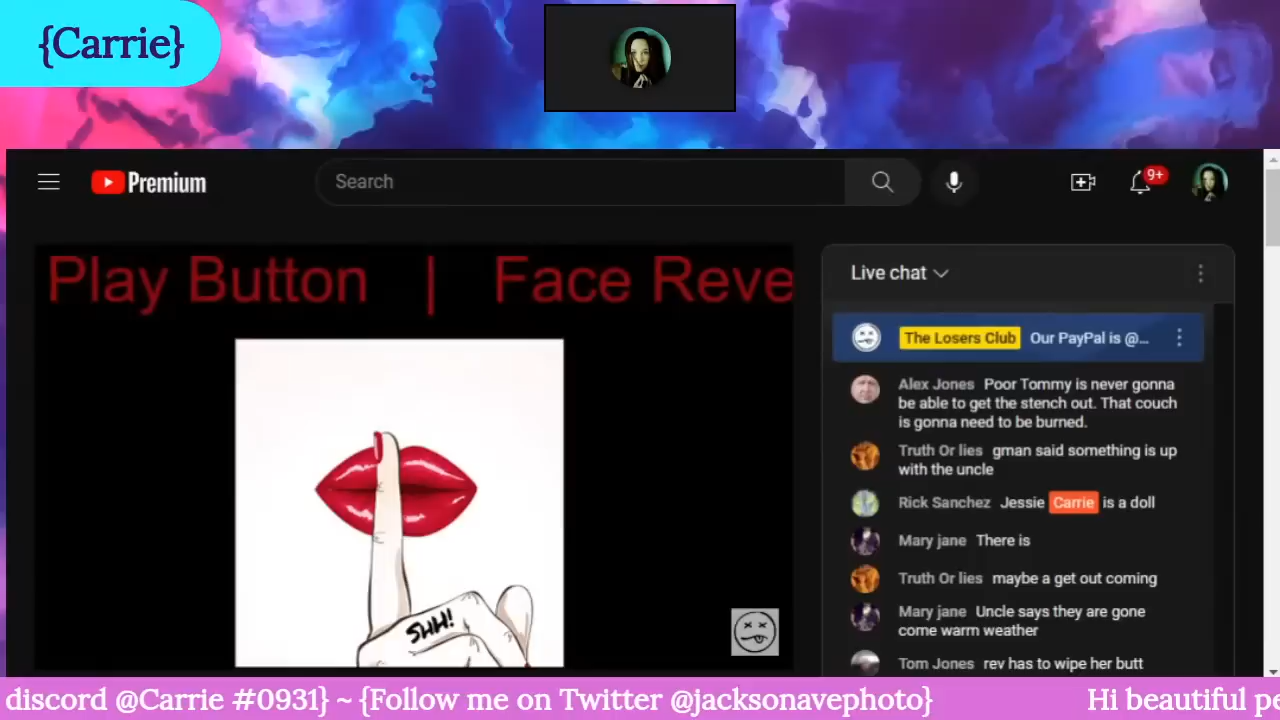 {Carrie}
Premium
Search
9+
Play Button | Face Reve
Live chat
The Losers Club Our PayPal is @...
Alex Jones Poor Tommy is never gonna
be able to get the stench out. That couch
is gonna need to be burned.
Truth Or lies gman said something is up
with the uncle
Rick Sanchez Jessie Carrie is a doll
Mary jane There is
Truth Or lies maybe a get out coming
Mary jane Uncle says they are gone
come warm weather
Tom Jones rev has to wipe her butt
SHH!
discord @Carrie #0931} ~ {Follow me on Twitter @jacksonavephoto} Hi beautiful pe